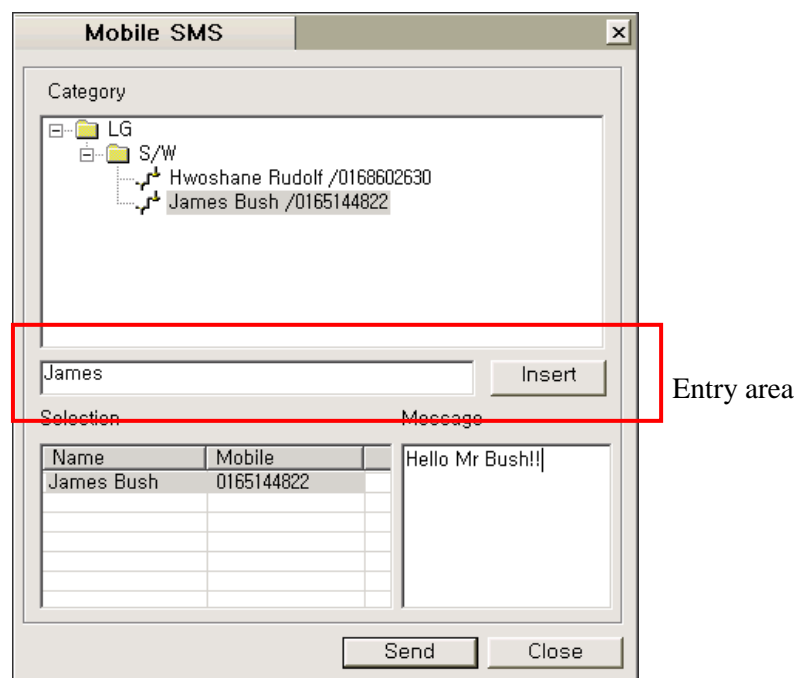 Mobile SMS
Category
LG
S/W
Hwoshane Rudolf /0168602630
James Bush /0165144822
James Insert
Entry area
Selection Message
Name Mobile
James Bush 0165144822
Hello Mr Bush!!
Send Close